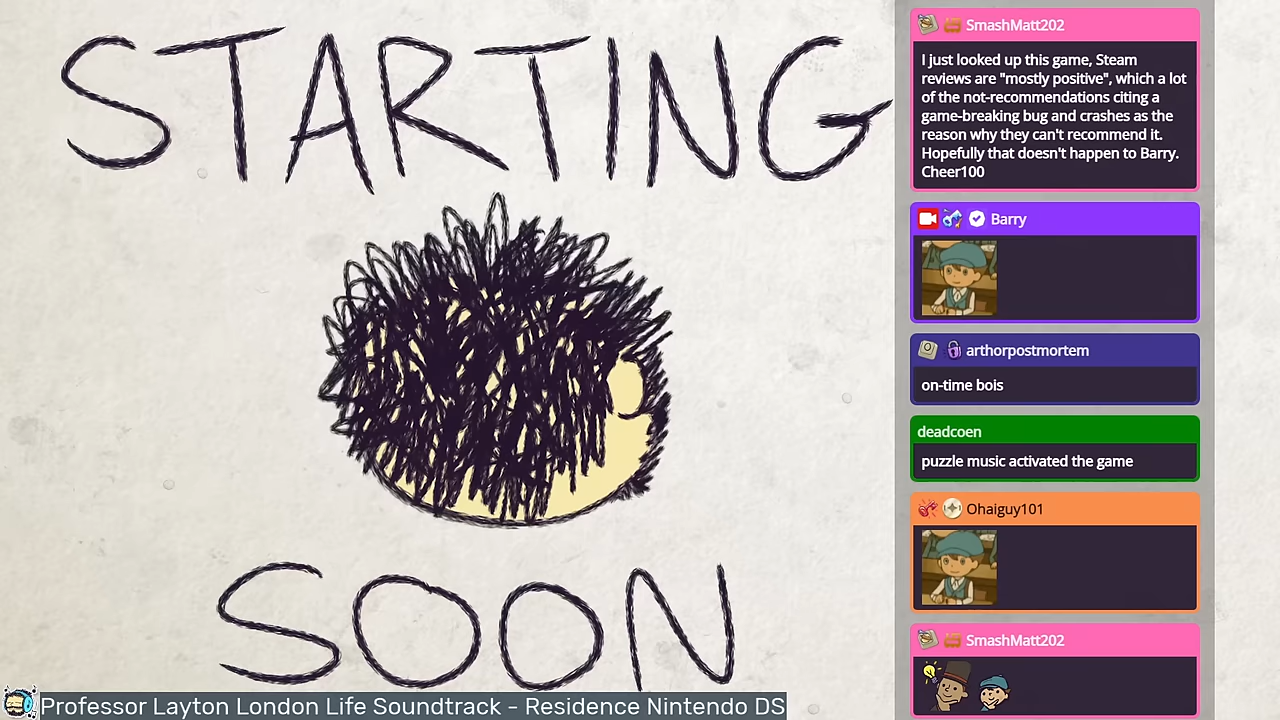 STARTING
SOON
Professor Layton London Life Soundtrack - Residence Nintendo DS
SmashMatt202
I just looked up this game, Steam
reviews are "mostly positive", which a lot
of the not-recommendations citing a
game-breaking bug and crashes as the
reason why they can't recommend it.
Hopefully that doesn't happen to Barry.
Cheer100
Barry
arthorpostmortem
on-time bois
deadcoen
puzzle music activated the game
Ohaiguy101
SmashMatt202